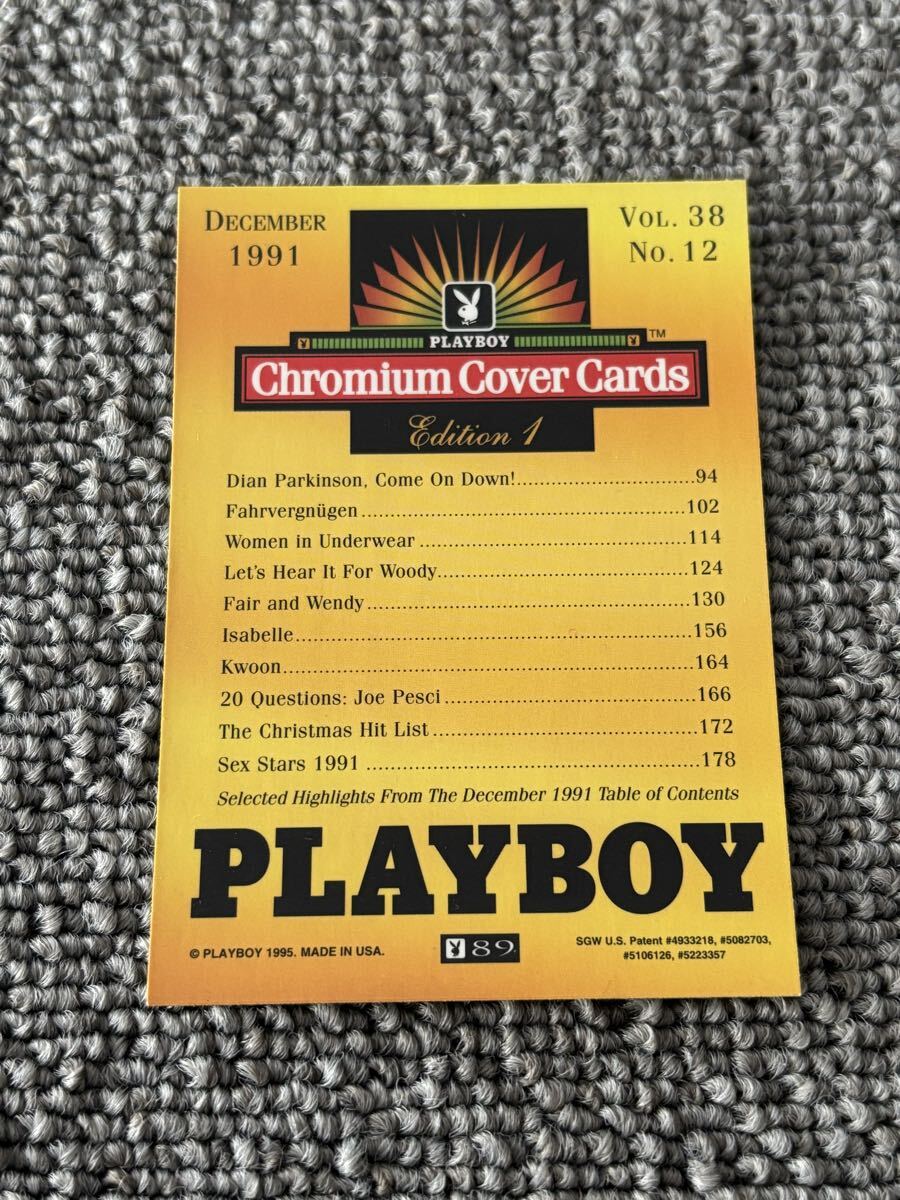 DECEMBER
1991
VOL. 38
NO. 12
PLAYBOY
TM
Chromium Cover Cards
Edition 1
Dian Parkinson, Come On Down!..............................94
Fahrvergnügen......................................................102
Women in Underwear.............................................114
Let's Hear It For Woody..........................................124
Fair and Wendy......................................................130
Isabelle..................................................................156
Kwoon....................................................................164
20 Questions: Joe Pesci..........................................166
The Christmas Hit List............................................172
Sex Stars 1991.......................................................178
Selected Highlights From The December 1991 Table of Contents
PLAYBOY
© PLAYBOY 1995. MADE IN USA.
89
SGW U.S. Patent #4933218, #5082703,
#5106126, #5223357